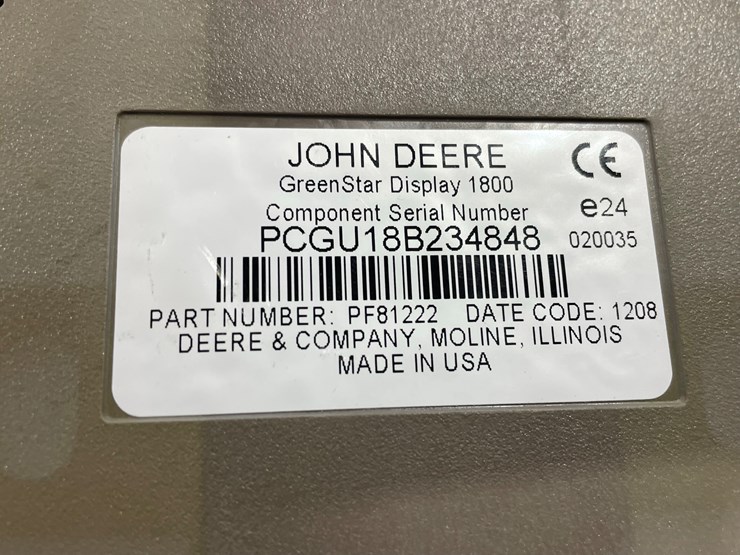 JOHN DEERE CE
GreenStar Display 1800
Component Serial Number e24
PCGU18B234848 020035
PART NUMBER: PF81222 DATE CODE: 1208
DEERE & COMPANY, MOLINE, ILLINOIS
MADE IN USA